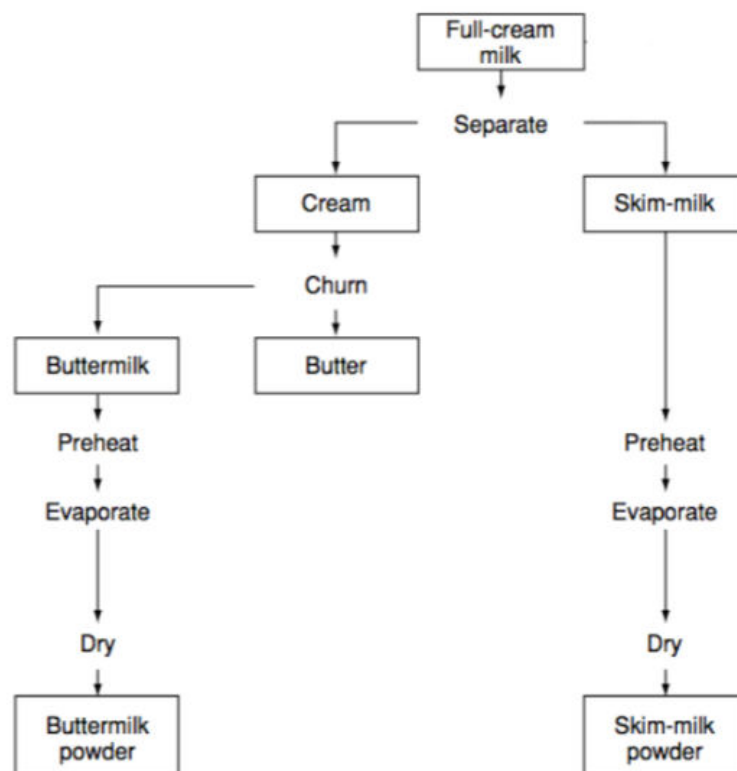 Full-cream
milk
Separate
Cream
Skim-milk
Churn
Buttermilk
Butter
Preheat
Preheat
Evaporate
Evaporate
Dry
Dry
Buttermilk
powder
Skim-milk
powder